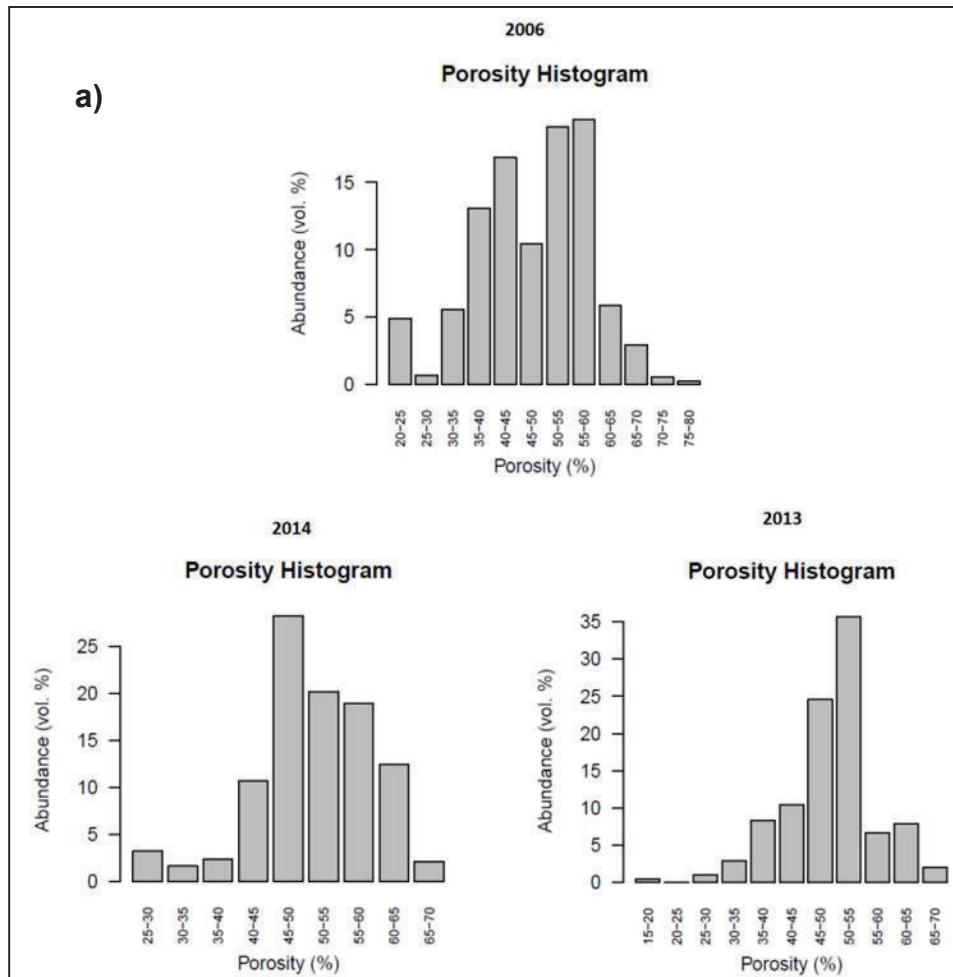 2006
Porosity Histogram
a)
Abundance (vol. %)
15
10
5
0
20-25 25-30 30-35 35-40 40-45 45-50 50-55 55-60 60-65 65-70 70-75 75-80
Porosity (%)
2014
Porosity Histogram
Abundance (vol. %)
25
20
15
10
5
0
25-30 30-35 35-40 40-45 45-50 50-55 55-60 60-65 65-70
Porosity (%)
2013
Porosity Histogram
Abundance (vol. %)
35
30
25
20
15
10
5
0
15-20 20-25 25-30 30-35 35-40 40-45 45-50 50-55 55-60 60-65 65-70
Porosity (%)